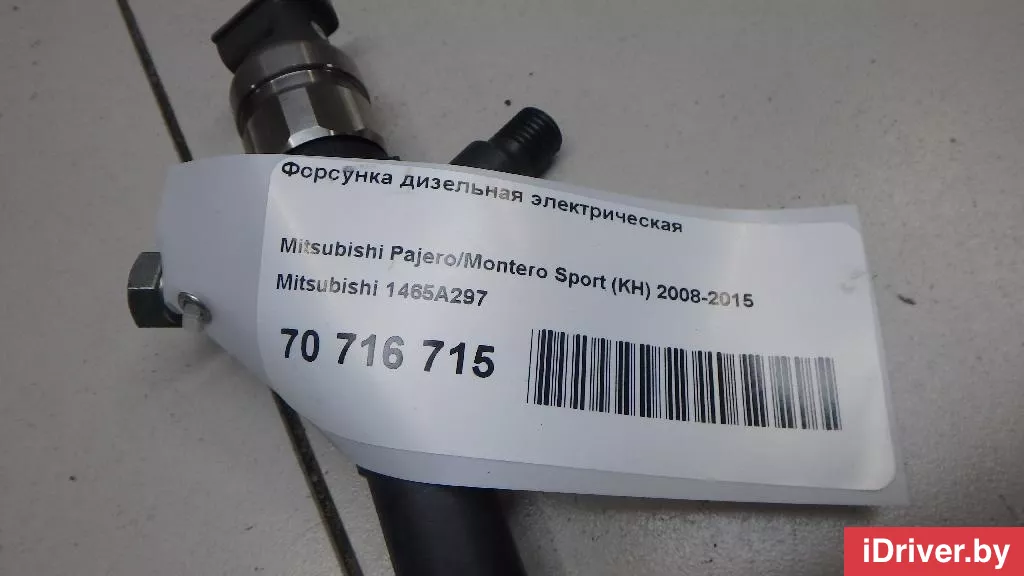 Форсунка дизельная электрическая
Mitsubishi Pajero/Montero Sport (KH) 2008-2015
Mitsubishi 1465A297
70 716 715
iDriver.by